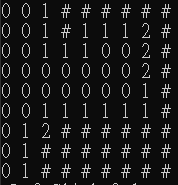 0 0 1 # # # # # #
0 0 1 # 1 1 1 2 #
0 0 1 1 1 0 0 2 #
0 0 0 0 0 0 0 2 #
0 0 0 0 0 0 0 1 #
0 0 1 1 1 1 1 1 #
0 1 2 # # # # # #
0 1 # # # # # # #
0 1 # # # # # # #